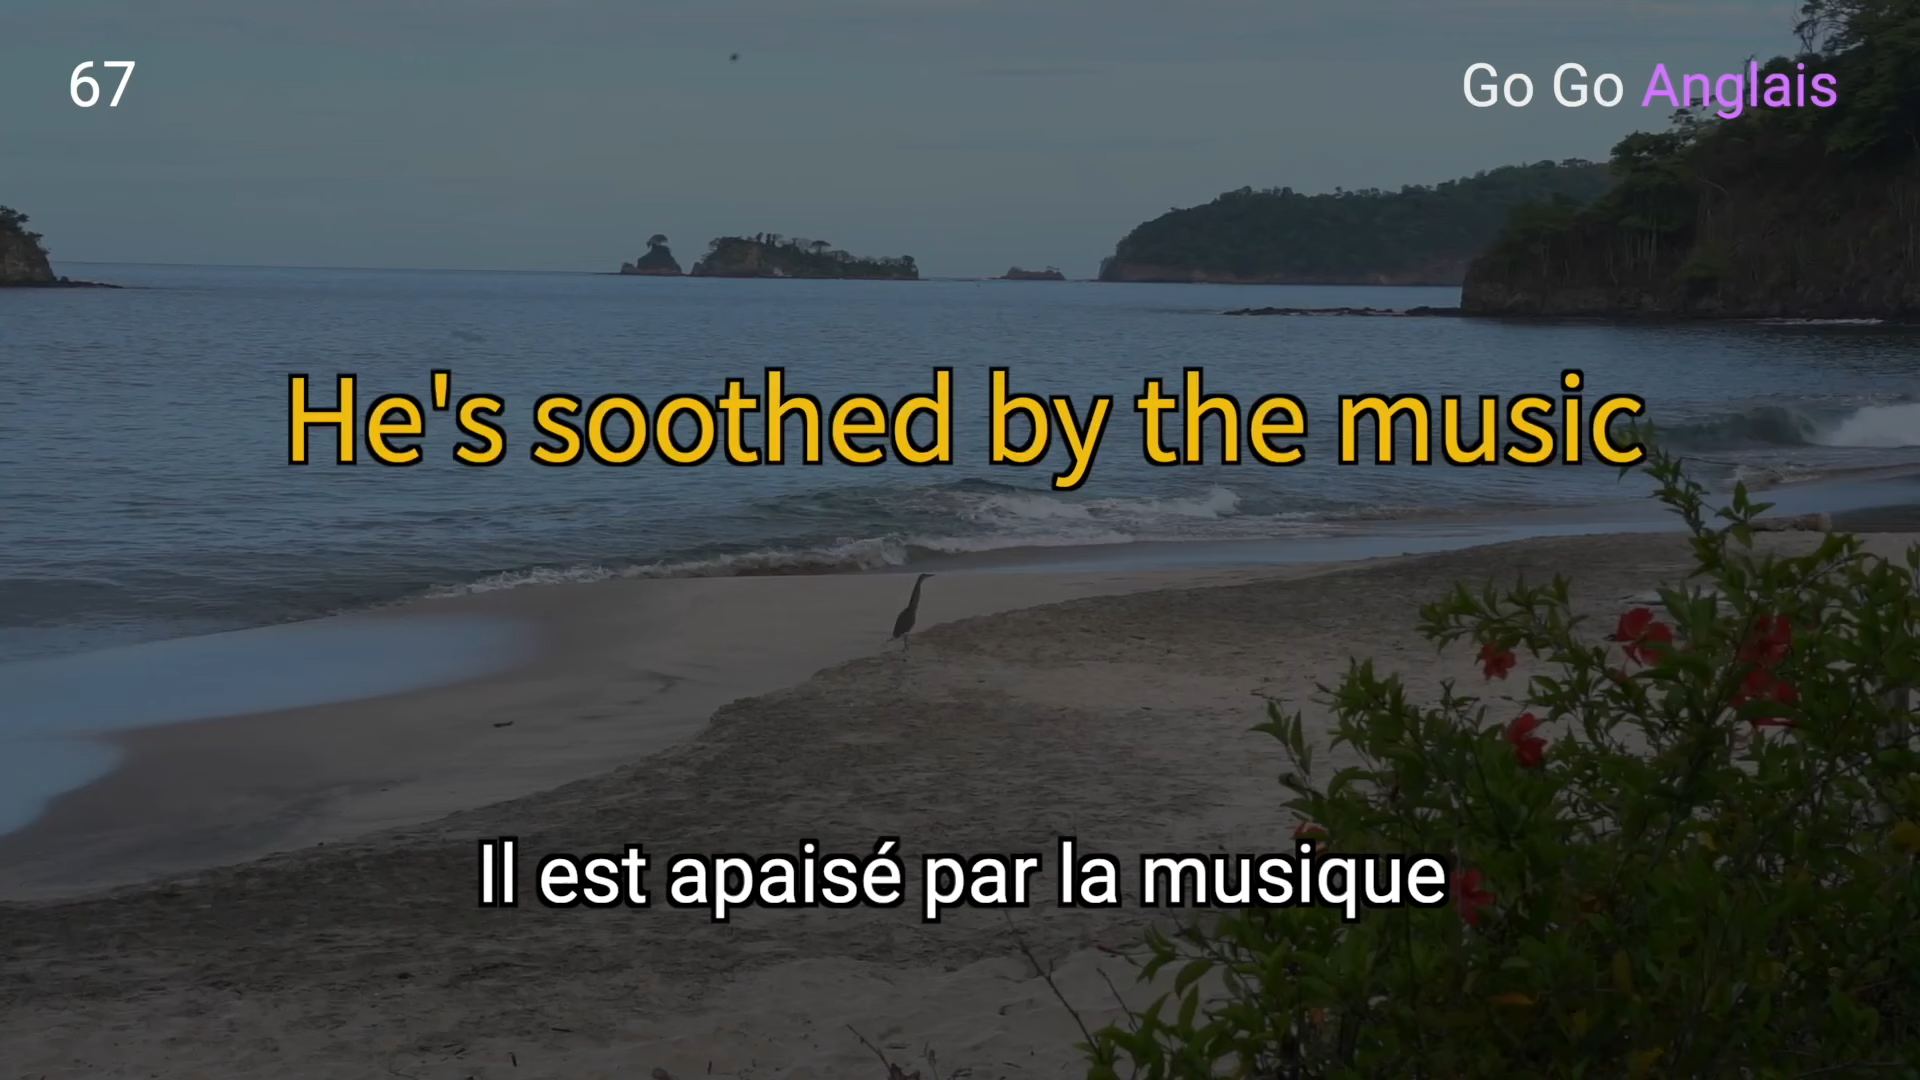 67
Go Go Anglais
He's soothed by the music
Il est apaisé par la musique